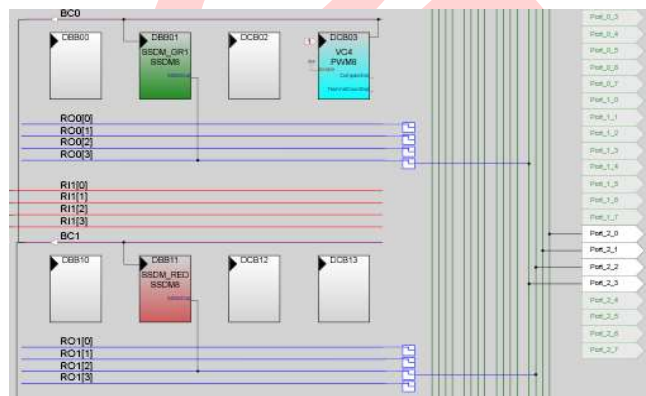 BC0
DBB00
DBB01
SSDM_GR1
SSDM8
DCB02
DCB03
VC4
PWM8
RO0[0]
RO0[1]
RO0[2]
RO0[3]
RI1[0]
RI1[1]
RI1[2]
RI1[3]
BC1
DBB10
DBB11
SSDM_RED
SSDM8
DCB12
DCB13
RO1[0]
RO1[1]
RO1[2]
RO1[3]
Port_0_3
Port_0_4
Port_0_5
Port_0_6
Port_0_7
Port_1_0
Port_1_1
Port_1_2
Port_1_3
Port_1_4
Port_1_5
Port_1_6
Port_1_7
Port_2_0
Port_2_1
Port_2_2
Port_2_3
Port_2_4
Port_2_5
Port_2_6
Port_2_7